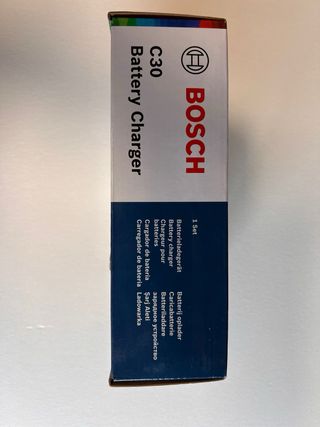 BOSCH
C30
Battery Charger
1 Set
Batterieladegerät
Battery charger
Chargeur pour
batteries
Cargador de batería
Carregador de bateria
Batterij oplader
Caricabatterie
Batteriladdare
зарядное устройство
Şarj Aleti
Ładowarka